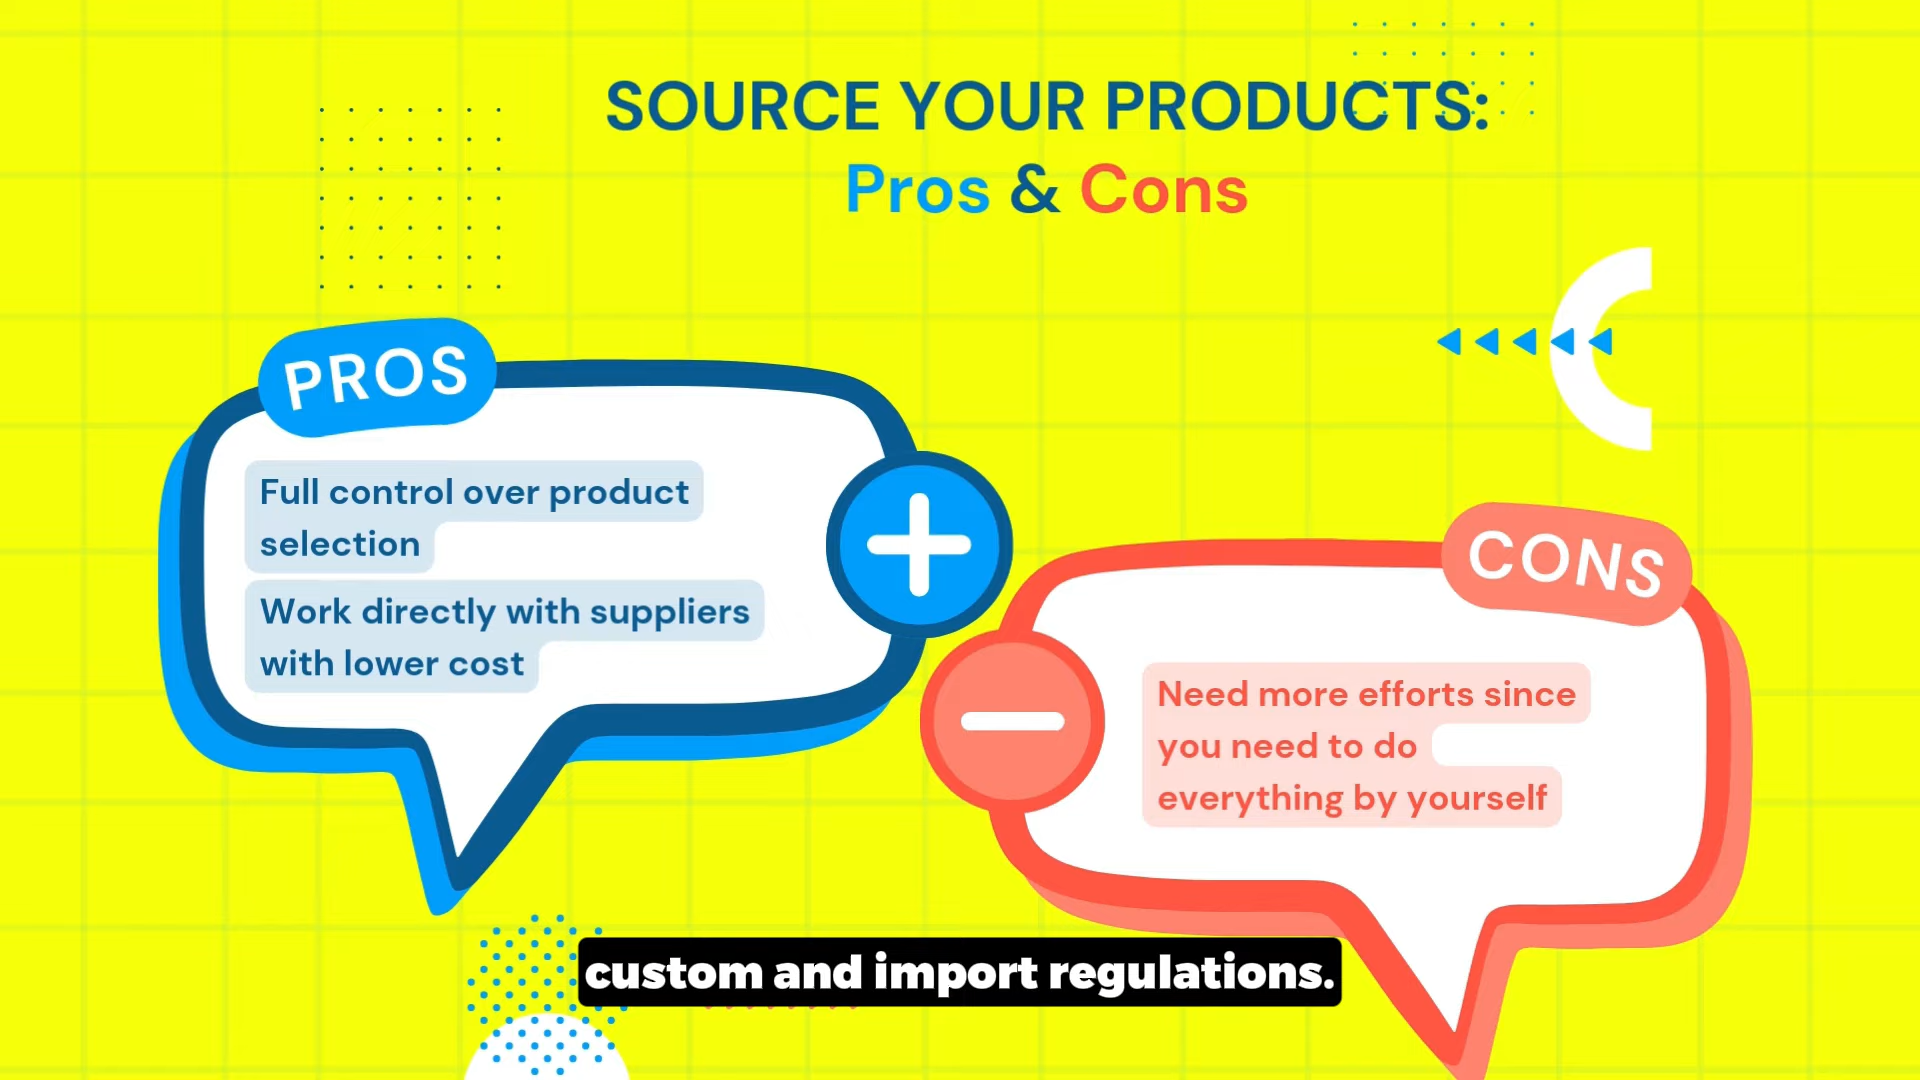 SOURCE YOUR PRODUCTS:
Pros & Cons
PROS
Full control over product
selection
Work directly with suppliers
with lower cost
CONS
Need more efforts since
you need to do
everything by yourself
custom and import regulations.